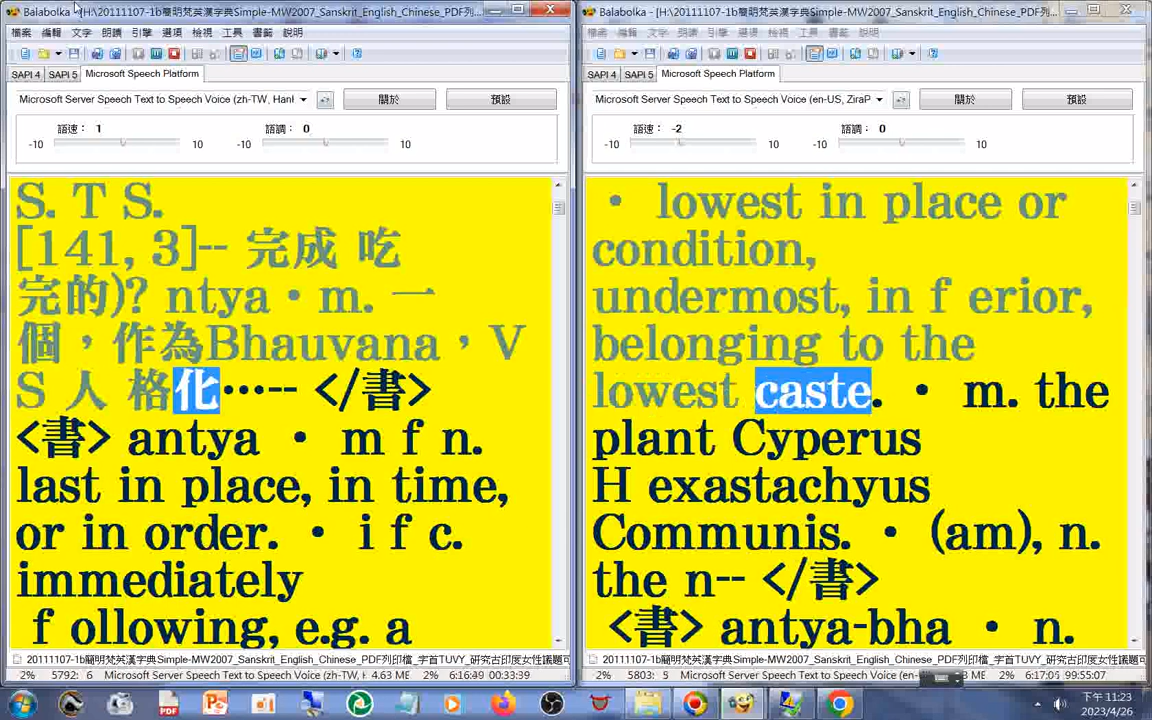 Balabolka - [H:\20111107-1b簡明梵英漢字典Simple-MW2007_Sanskrit_English_Chinese_PDF列...
檔案 編輯 文字 朗讀 引擎 選項 檢視 工具 書籤 說明
SAPI 4 SAPI 5 Microsoft Speech Platform
Microsoft Server Speech Text to Speech Voice (zh-TW, Hanl 關於 預設
語速： 1 語調： 0
-10 10 -10 10
S. T S.
[141, 3]-- 完成 吃
完的)? ntya • m. 一
個，作為Bhauvana，V
S 人 格化…-- </書>
<書> antya • m f n.
last in place, in time,
or in order. • i f c.
immediately
f ollowing, e.g. a
20111107-1b簡明梵英漢字典Simple-MW2007_Sanskrit_English_Chinese_PDF列印檔_字首TUVY_研究古印度女性議題可
2% 5792: 6 Microsoft Server Speech Text to Speech Voice (zh-TW, H 4.63 ME 2% 6:16:49 00:33:39
Balabolka - [H:\20111107-1b簡明梵英漢字典Simple-MW2007_Sanskrit_English_Chinese_PDF列...
檔案 編輯 文字 朗讀 引擎 選項 檢視 工具 書籤 說明
SAPI 4 SAPI 5 Microsoft Speech Platform
Microsoft Server Speech Text to Speech Voice (en-US, ZiraP 關於 預設
語速： -2 語調： 0
-10 10 -10 10
• lowest in place or
condition,
undermost, in f erior,
belonging to the
lowest caste. • m. the
plant Cyperus
H exastachyus
Communis. • (am), n.
the n-- </書>
<書> antya-bha • n.
20111107-1b簡明梵英漢字典Simple-MW2007_Sanskrit_English_Chinese_PDF列印檔_字首TUVY_研究古印度女性議題可
2% 5803: 5 Microsoft Server Speech Text to Speech Voice (en-US, 2% 6:17:01 99:55:07
下午 11:23
2023/4/26